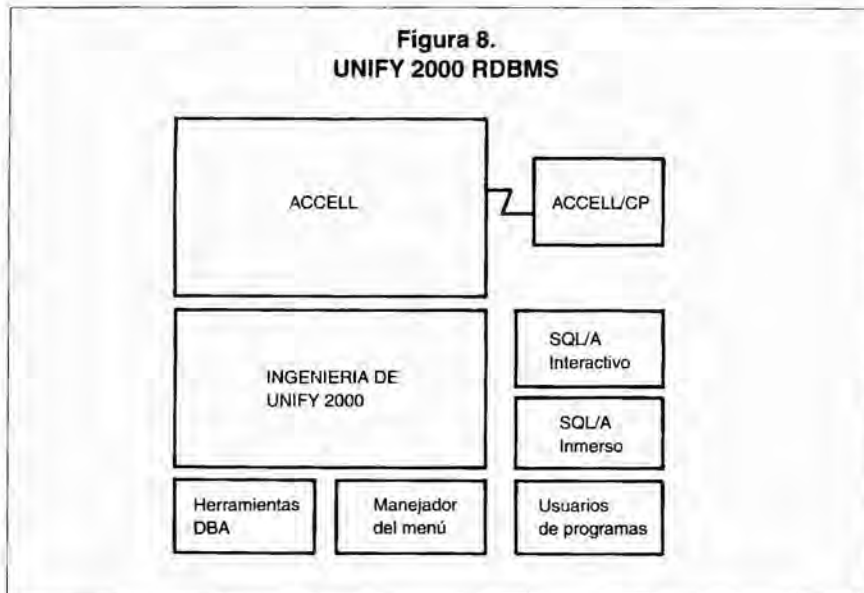 Figura 8.
UNIFY 2000 RDBMS
ACCELL
ACCELL/CP
INGENIERIA DE
UNIFY 2000
SQL/A
Interactivo
SQL/A
Inmerso
Herramientas
DBA
Manejador
del menú
Usuarios
de programas